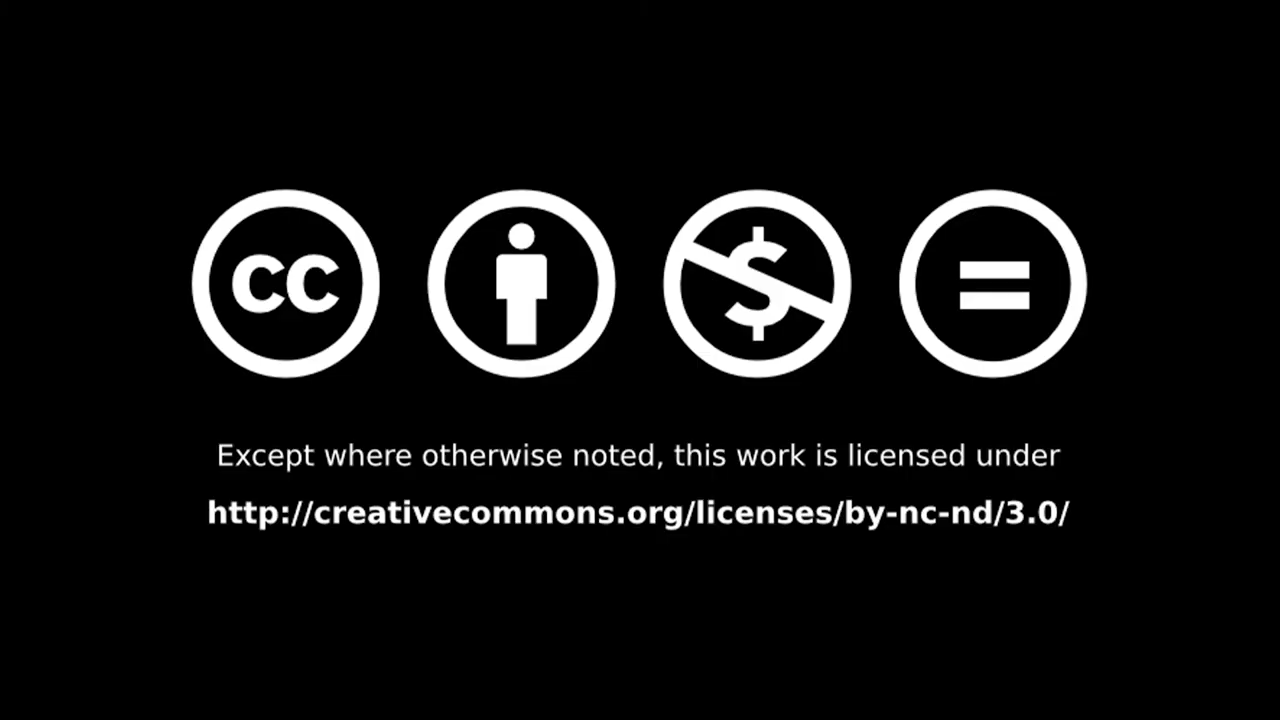 cc
$
=
Except where otherwise noted, this work is licensed under
http://creativecommons.org/licenses/by-nc-nd/3.0/